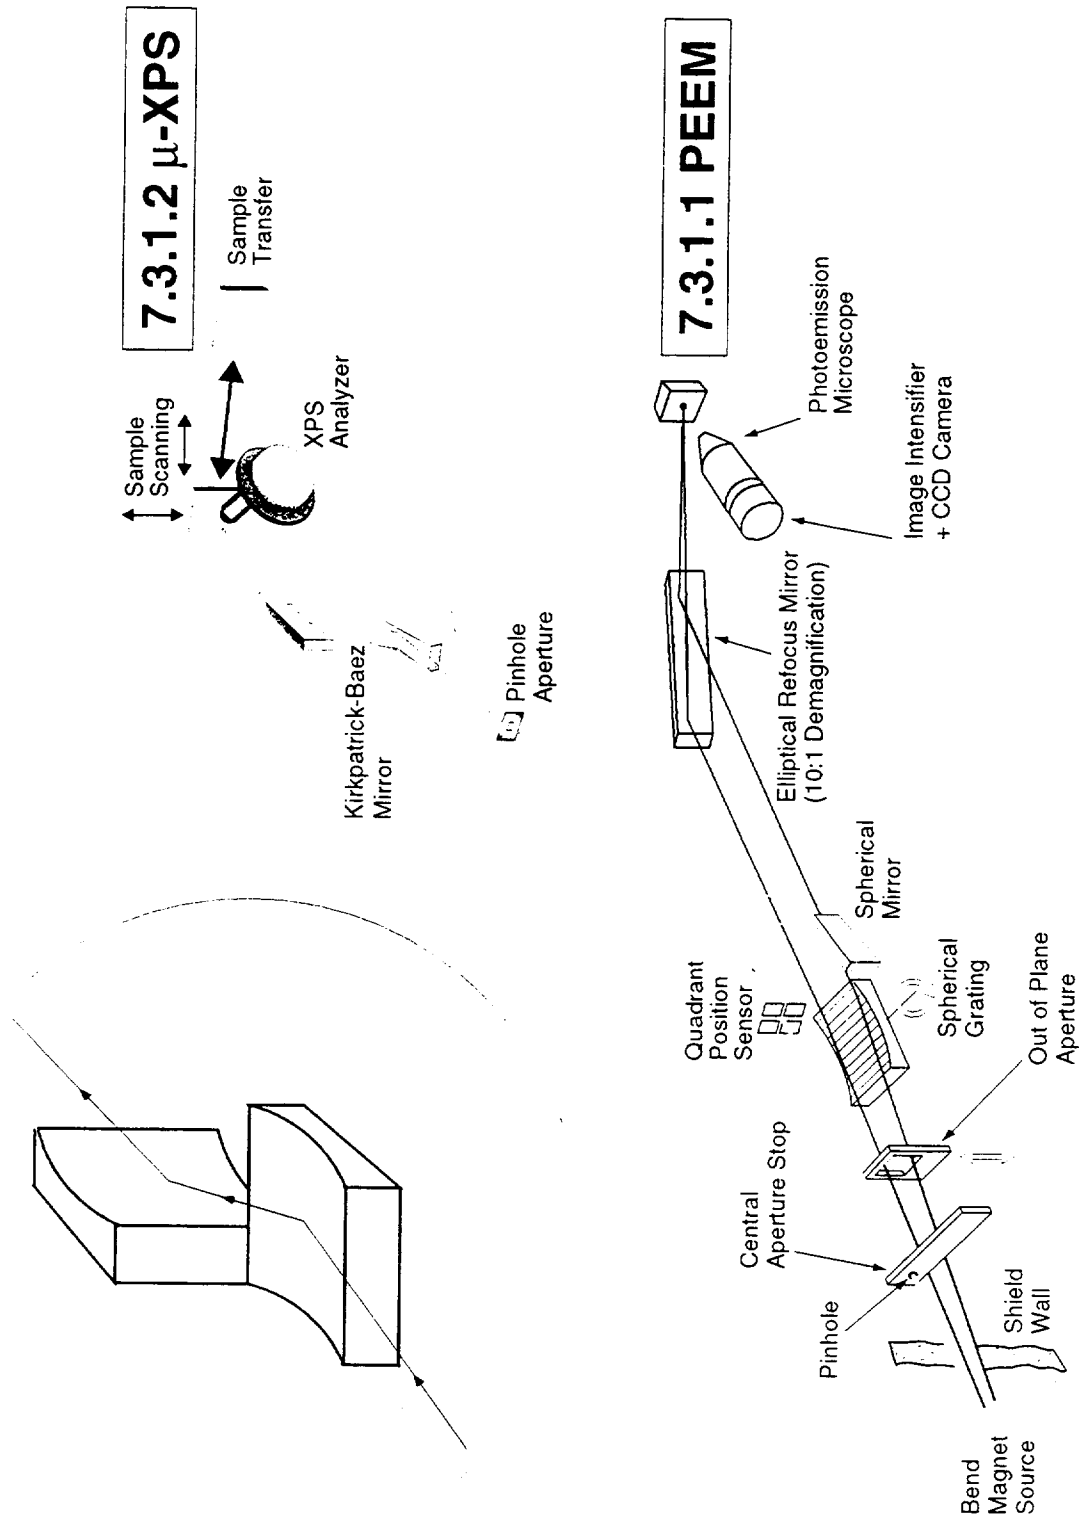 7.3.1.2 μ-XPS
Sample
Scanning
Sample
Transfer
XPS
Analyzer
Kirkpatrick-Baez
Mirror
Pinhole
Aperture
7.3.1.1 PEEM
Photoemission
Microscope
Image Intensifier
+ CCD Camera
Elliptical Refocus Mirror
(10:1 Demagnification)
Spherical
Mirror
Quadrant
Position
Sensor
Spherical
Grating
Out of Plane
Aperture
Central
Aperture Stop
Pinhole
Shield
Wall
Bend
Magnet
Source